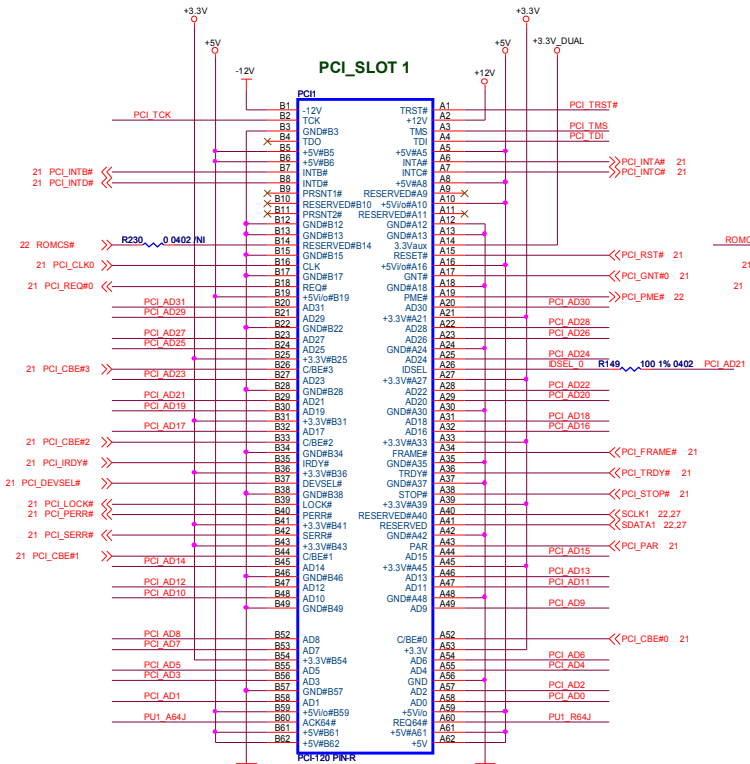 +3.3V +3.3V
+5V +5V +3.3V_DUAL
-12V PCI_SLOT 1 +12V
PCI1
B1 -12V TRST# A1 PCI_TRST#
PCI_TCK B2 TCK +12V A2
B3 GND#B3 TMS A3 PCI_TMS
B4 TDO TDI A4 PCI_TDI
B5 +5V#B5 +5V#A5 A5
B6 +5V#B6 INTA# A6 PCI_INTA# 21
21 PCI_INTB# B7 INTB# INTC# A7 PCI_INTC# 21
21 PCI_INTD# B8 INTD# +5V#A8 A8
B9 PRSNT1# RESERVED#A9 A9
B10 RESERVED#B10 +5Vi/o#A10 A10
B11 PRSNT2# RESERVED#A11 A11
B12 GND#B12 GND#A12 A12
B13 GND#B13 GND#A13 A13
22 ROMCS# R230 0 0402 /NI B14 RESERVED#B14 3.3Vaux A14 ROMC
B15 GND#B15 RESET# A15 PCI_RST# 21
21 PCI_CLK0 B16 CLK +5Vi/o#A16 A16 21
B17 GND#B17 GNT# A17 PCI_GNT#0 21
21 PCI_REQ#0 B18 REQ# GND#A18 A18 21
B19 +5Vi/o#B19 PME# A19 PCI_PME# 22
PCI_AD31 B20 AD31 AD30 A20 PCI_AD30
PCI_AD29 B21 AD29 +3.3V#A21 A21
B22 GND#B22 AD28 A22 PCI_AD28
PCI_AD27 B23 AD27 AD26 A23 PCI_AD26
PCI_AD25 B24 AD25 GND#A24 A24
B25 +3.3V#B25 AD24 A25 PCI_AD24
21 PCI_CBE#3 B26 C/BE#3 IDSEL A26 IDSEL_0 R149 100 1% 0402 PCI_AD21
PCI_AD23 B27 AD23 +3.3V#A27 A27
B28 GND#B28 AD22 A28 PCI_AD22
PCI_AD21 B29 AD21 AD20 A29 PCI_AD20
PCI_AD19 B30 AD19 GND#A30 A30
B31 +3.3V#B31 AD18 A31 PCI_AD18
PCI_AD17 B32 AD17 AD16 A32 PCI_AD16
21 PCI_CBE#2 B33 C/BE#2 +3.3V#A33 A33
B34 GND#B34 FRAME# A34 PCI_FRAME# 21
21 PCI_IRDY# B35 IRDY# GND#A35 A35
B36 +3.3V#B36 TRDY# A36 PCI_TRDY# 21
21 PCI_DEVSEL# B37 DEVSEL# GND#A37 A37
B38 GND#B38 STOP# A38 PCI_STOP# 21
21 PCI_LOCK# B39 LOCK# +3.3V#A39 A39
21 PCI_PERR# B40 PERR# RESERVED#A40 A40 SCLK1 22,27
B41 +3.3V#B41 RESERVED A41 SDATA1 22,27
21 PCI_SERR# B42 SERR# GND#A42 A42
B43 +3.3V#B43 PAR A43 PCI_PAR 21
21 PCI_CBE#1 B44 C/BE#1 AD15 A44 PCI_AD15
PCI_AD14 B45 AD14 +3.3V#A45 A45
B46 GND#B46 AD13 A46 PCI_AD13
PCI_AD12 B47 AD12 AD11 A47 PCI_AD11
PCI_AD10 B48 AD10 GND#A48 A48
B49 GND#B49 AD9 A49 PCI_AD9
PCI_AD8 B52 AD8 C/BE#0 A52 PCI_CBE#0 21
PCI_AD7 B53 AD7 +3.3V A53
B54 +3.3V#B54 AD6 A54 PCI_AD6
PCI_AD5 B55 AD5 AD4 A55 PCI_AD4
PCI_AD3 B56 AD3 GND A56
B57 GND#B57 AD2 A57 PCI_AD2
PCI_AD1 B58 AD1 AD0 A58 PCI_AD0
B59 +5Vi/o#B59 +5Vi/o A59
PU1_A64J B60 ACK64# REQ64# A60 PU1_R64J
B61 +5V#B61 +5V#A61 A61
B62 +5V#B62 +5V A62
PCI-120 PIN-R